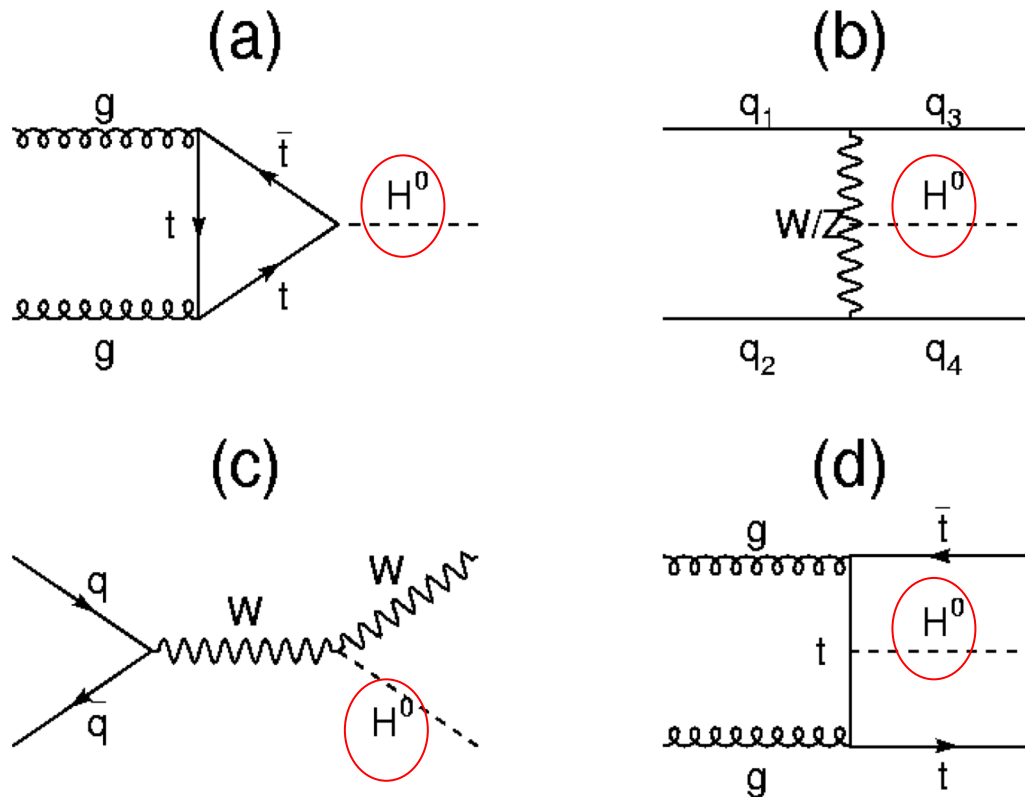 (a)
g
t̄
H⁰
t
t
g
(b)
q₁
q₃
H⁰
W/Z
q₂
q₄
(c)
q
W
W
q̄
H⁰
(d)
g
t̄
H⁰
t
g
t